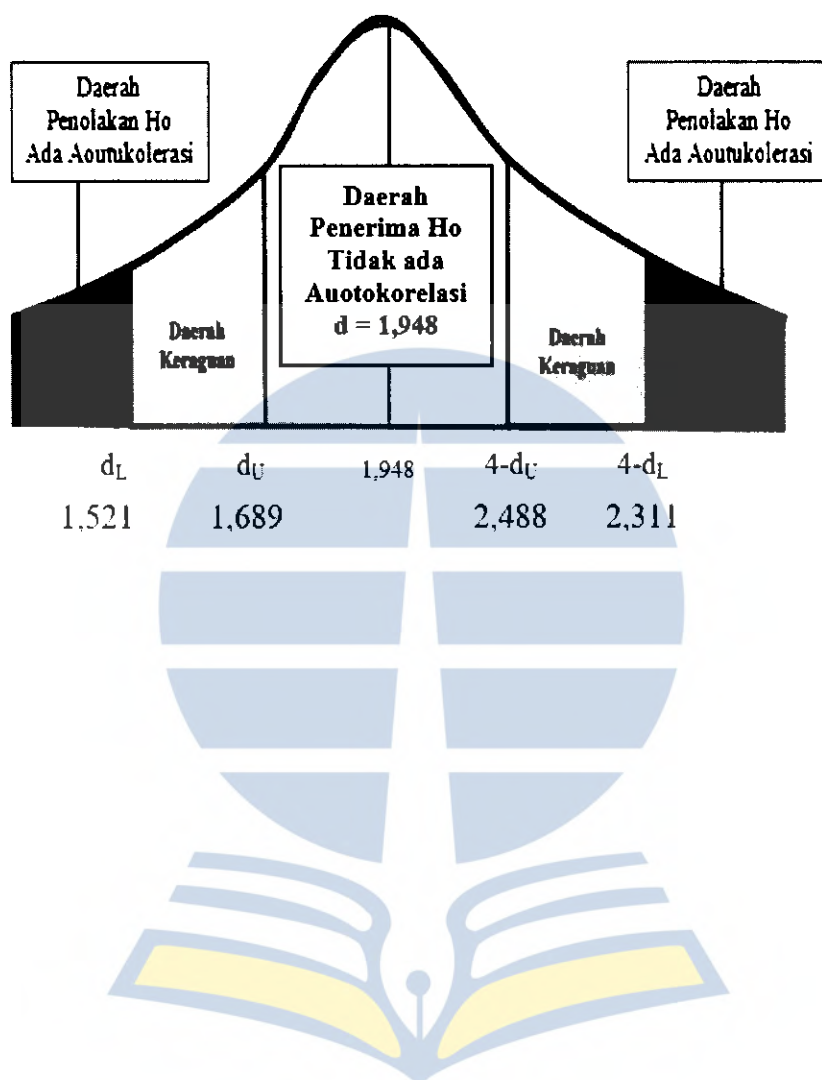 Daerah
Penolakan Ho
Ada Aoutukolerasi
Daerah
Penolakan Ho
Ada Aoutukolerasi
Daerah
Penerima Ho
Tidak ada
Auotokorelasi
d = 1,948
Daerah
Keraguan
Daerah
Keraguan
dL dU 1,948 4-dU 4-dL
1,521 1,689 2,488 2,311